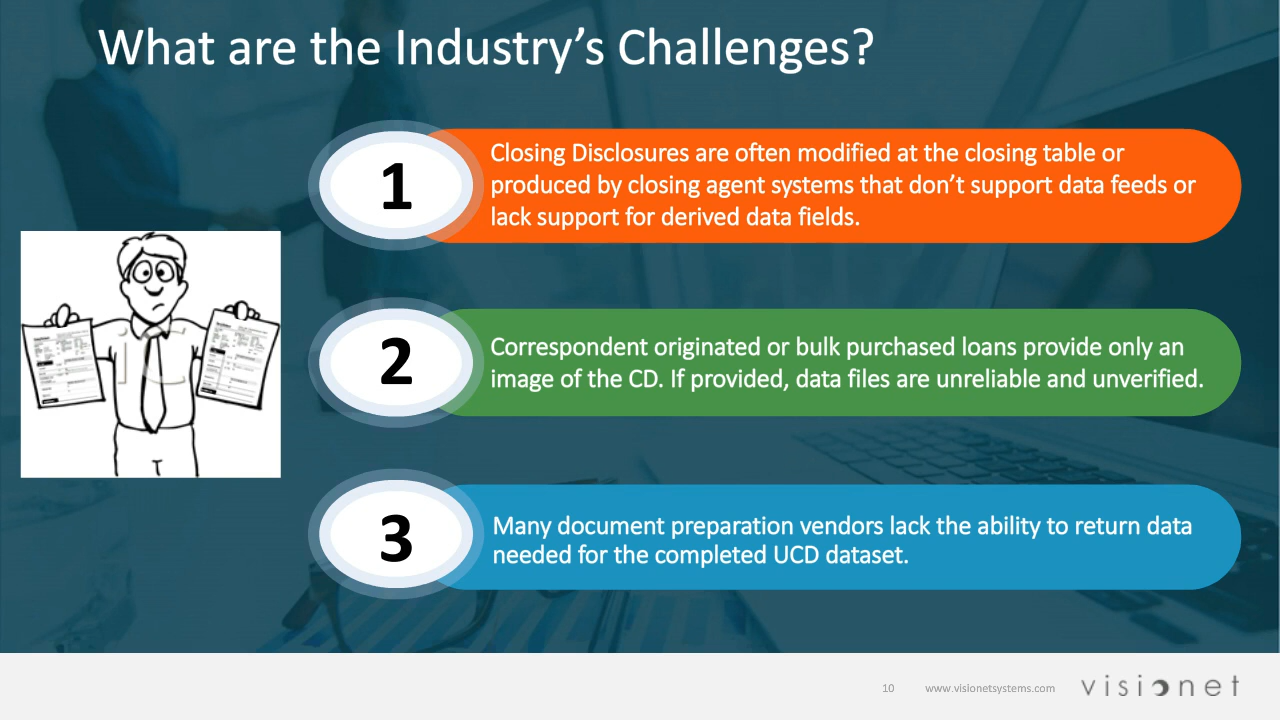 What are the Industry’s Challenges?
1
Closing Disclosures are often modified at the closing table or
produced by closing agent systems that don’t support data feeds or
lack support for derived data fields.
2
Correspondent originated or bulk purchased loans provide only an
image of the CD. If provided, data files are unreliable and unverified.
3
Many document preparation vendors lack the ability to return data
needed for the completed UCD dataset.
10
www.visionetsystems.com
visionet